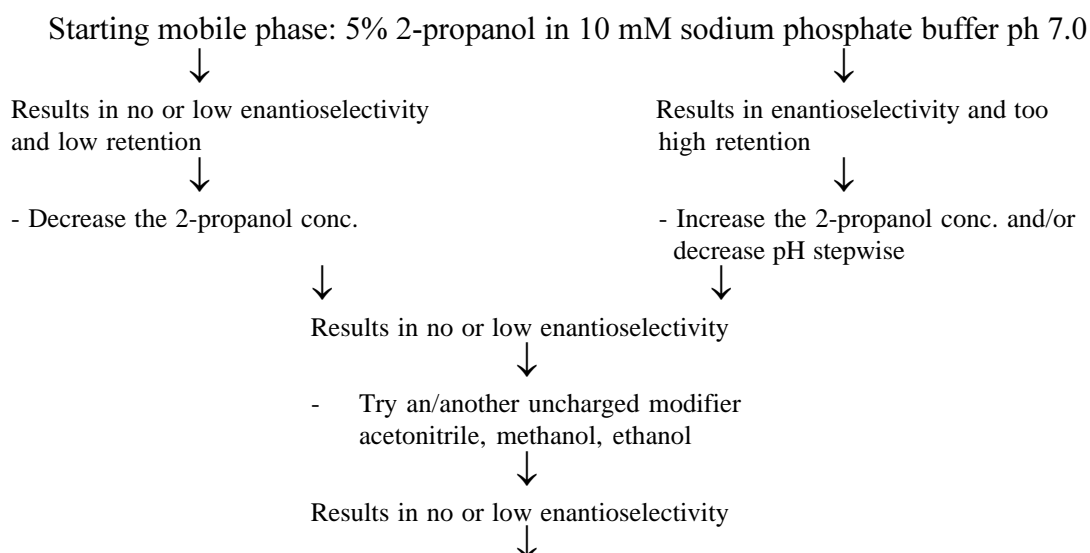 Starting mobile phase: 5% 2-propanol in 10 mM sodium phosphate buffer ph 7.0
Results in no or low enantioselectivity
and low retention
Results in enantioselectivity and too
high retention
- Decrease the 2-propanol conc.
- Increase the 2-propanol conc. and/or
decrease pH stepwise
Results in no or low enantioselectivity
- Try an/another uncharged modifier
acetonitrile, methanol, ethanol
Results in no or low enantioselectivity